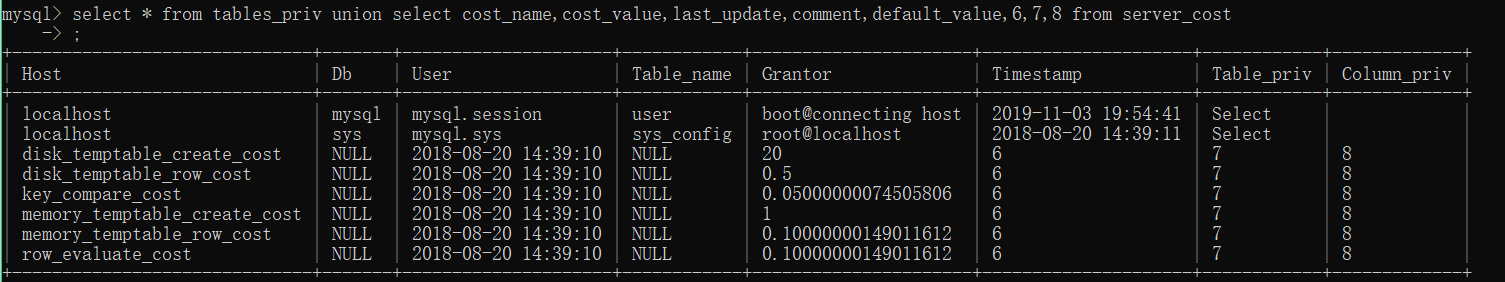 mysql> select * from tables_priv union select cost_name,cost_value,last_update,comment,default_value,6,7,8 from server_cost
    -> ;
+-----------------------------+-------+---------------------+------------+----------------------+---------------------+------------+-------------+
| Host | Db | User | Table_name | Grantor | Timestamp | Table_priv | Column_priv |
+-----------------------------+-------+---------------------+------------+----------------------+---------------------+------------+-------------+
| localhost | mysql | mysql.session | user | boot@connecting host | 2019-11-03 19:54:41 | Select | |
| localhost | sys | mysql.sys | sys_config | root@localhost | 2018-08-20 14:39:11 | Select | |
| disk_temptable_create_cost | NULL | 2018-08-20 14:39:10 | NULL | 20 | 6 | 7 | 8 |
| disk_temptable_row_cost | NULL | 2018-08-20 14:39:10 | NULL | 0.5 | 6 | 7 | 8 |
| key_compare_cost | NULL | 2018-08-20 14:39:10 | NULL | 0.05000000074505806 | 6 | 7 | 8 |
| memory_temptable_create_cost | NULL | 2018-08-20 14:39:10 | NULL | 1 | 6 | 7 | 8 |
| memory_temptable_row_cost | NULL | 2018-08-20 14:39:10 | NULL | 0.10000000149011612 | 6 | 7 | 8 |
| row_evaluate_cost | NULL | 2018-08-20 14:39:10 | NULL | 0.10000000149011612 | 6 | 7 | 8 |
+-----------------------------+-------+---------------------+------------+----------------------+---------------------+------------+-------------+